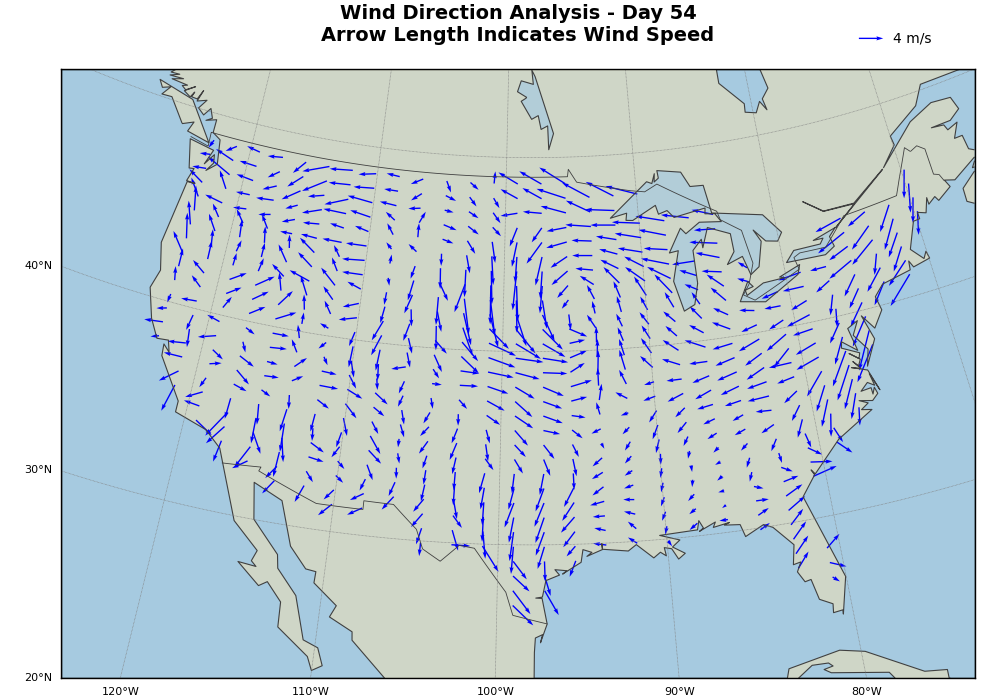 Wind Direction Analysis - Day 54
Arrow Length Indicates Wind Speed
4 m/s
40°N
30°N
20°N
120°W
110°W
100°W
90°W
80°W